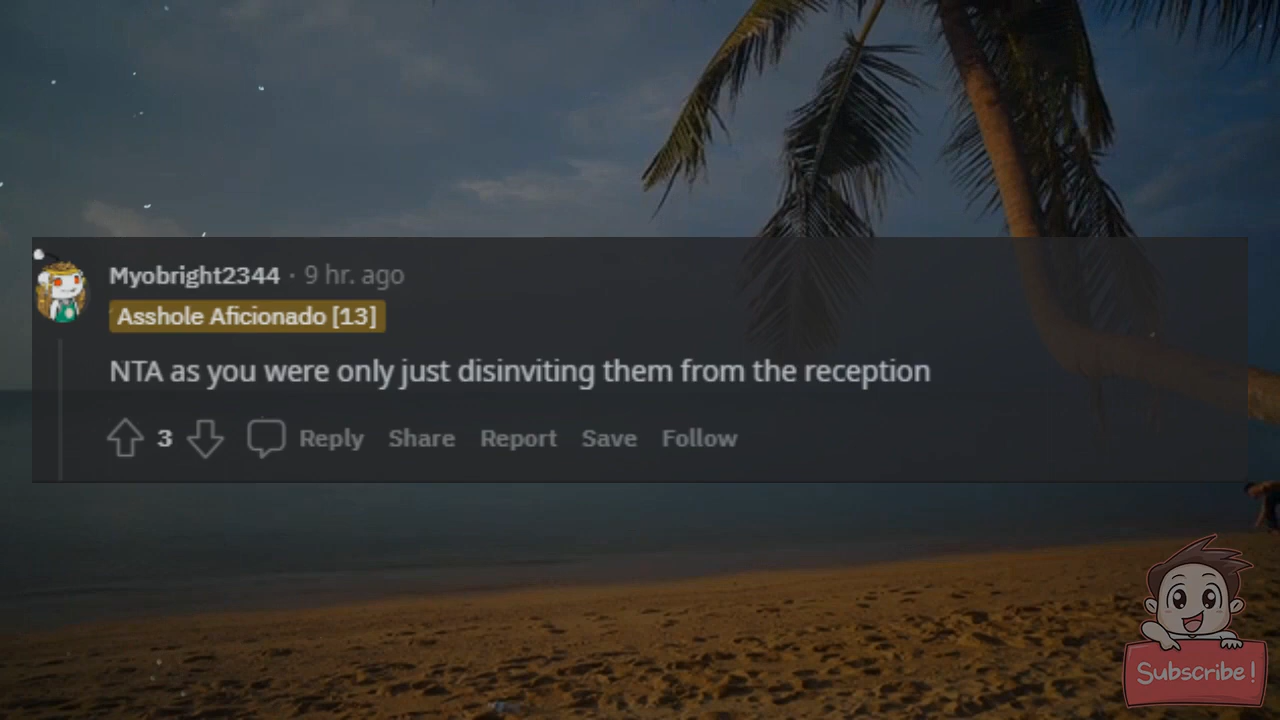 Myobright2344 · 9 hr. ago
Asshole Aficionado [13]
NTA as you were only just disinviting them from the reception
3 Reply Share Report Save Follow
Subscribe!